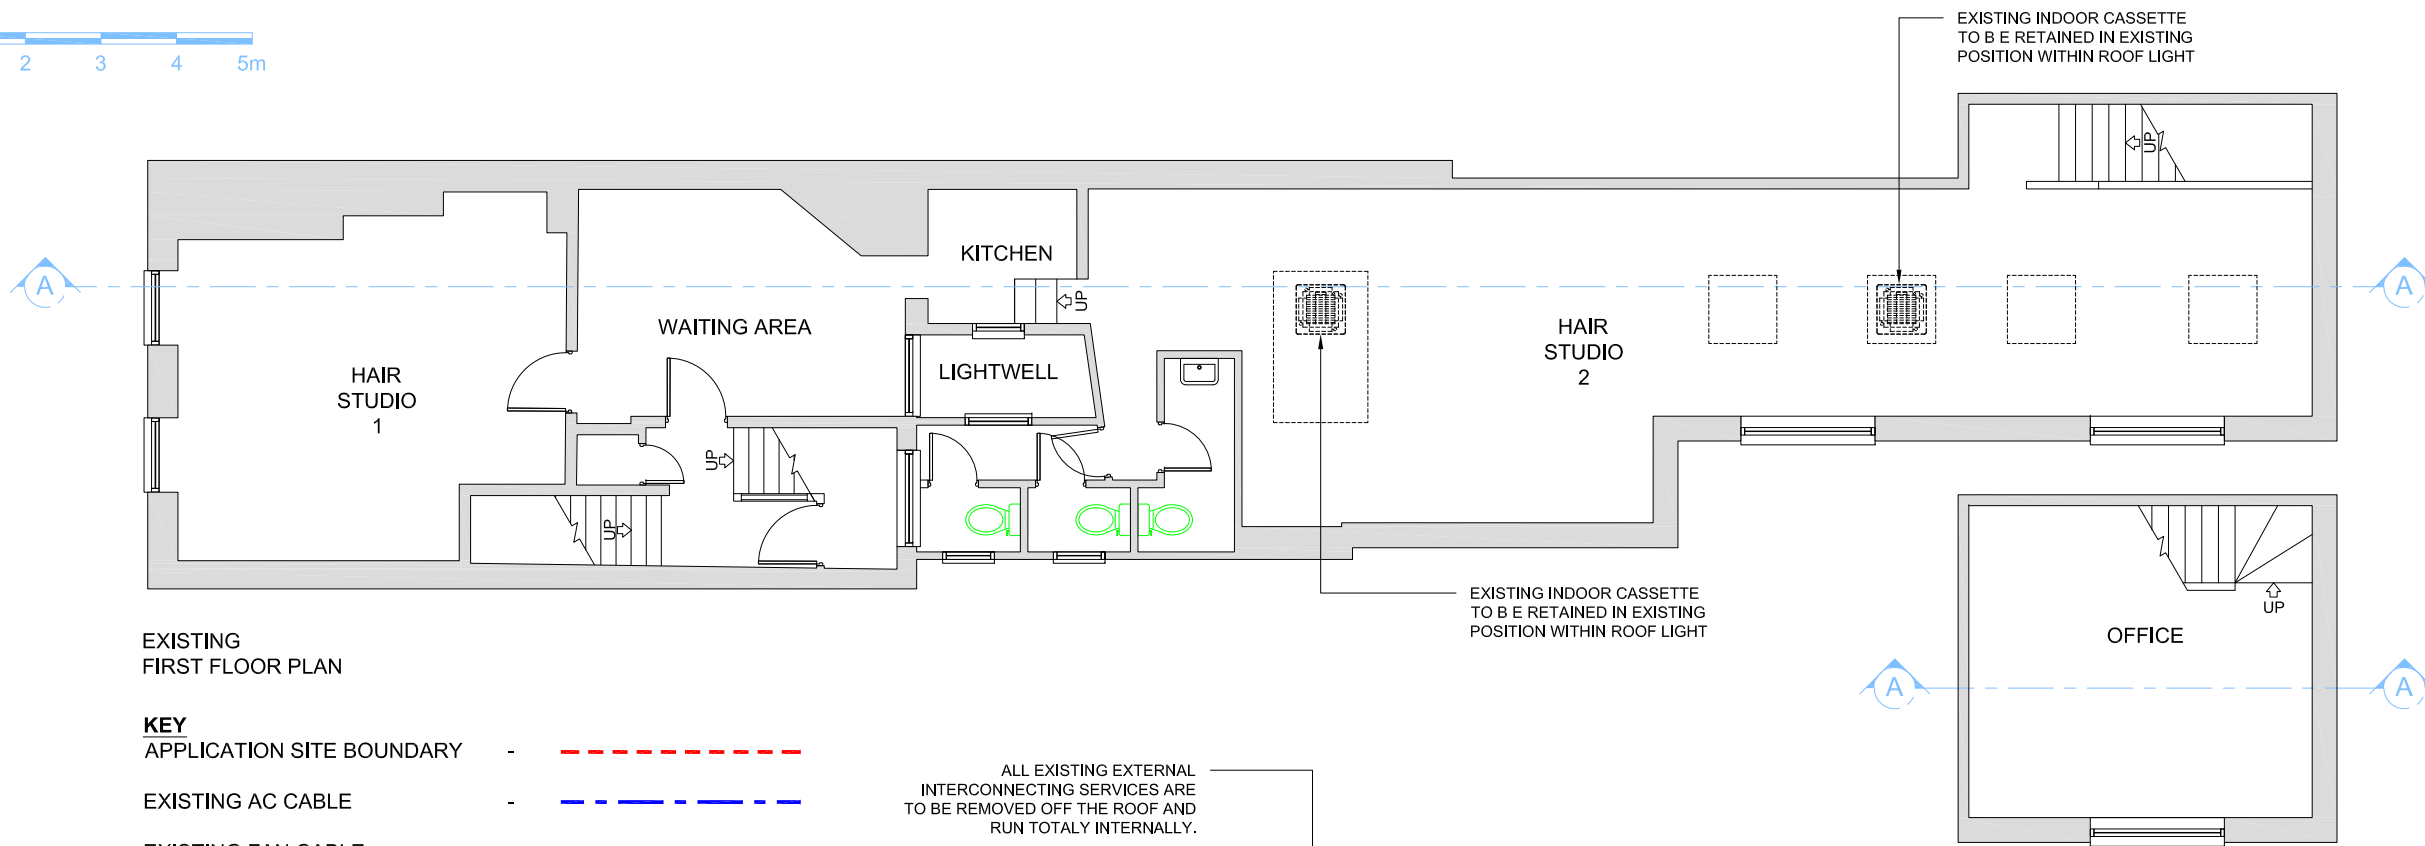 2 3 4 5m
EXISTING INDOOR CASSETTE
TO B E RETAINED IN EXISTING
POSITION WITHIN ROOF LIGHT
UP
KITCHEN
A
A
UP
WAITING AREA
HAIR
STUDIO
2
LIGHTWELL
HAIR
STUDIO
1
UP
UP
EXISTING INDOOR CASSETTE
TO B E RETAINED IN EXISTING
POSITION WITHIN ROOF LIGHT
UP
OFFICE
A
A
EXISTING
FIRST FLOOR PLAN
KEY
APPLICATION SITE BOUNDARY -
EXISTING AC CABLE -
EXISTING FAN CABLE
ALL EXISTING EXTERNAL
INTERCONNECTING SERVICES ARE
TO BE REMOVED OFF THE ROOF AND
RUN TOTALY INTERNALLY.